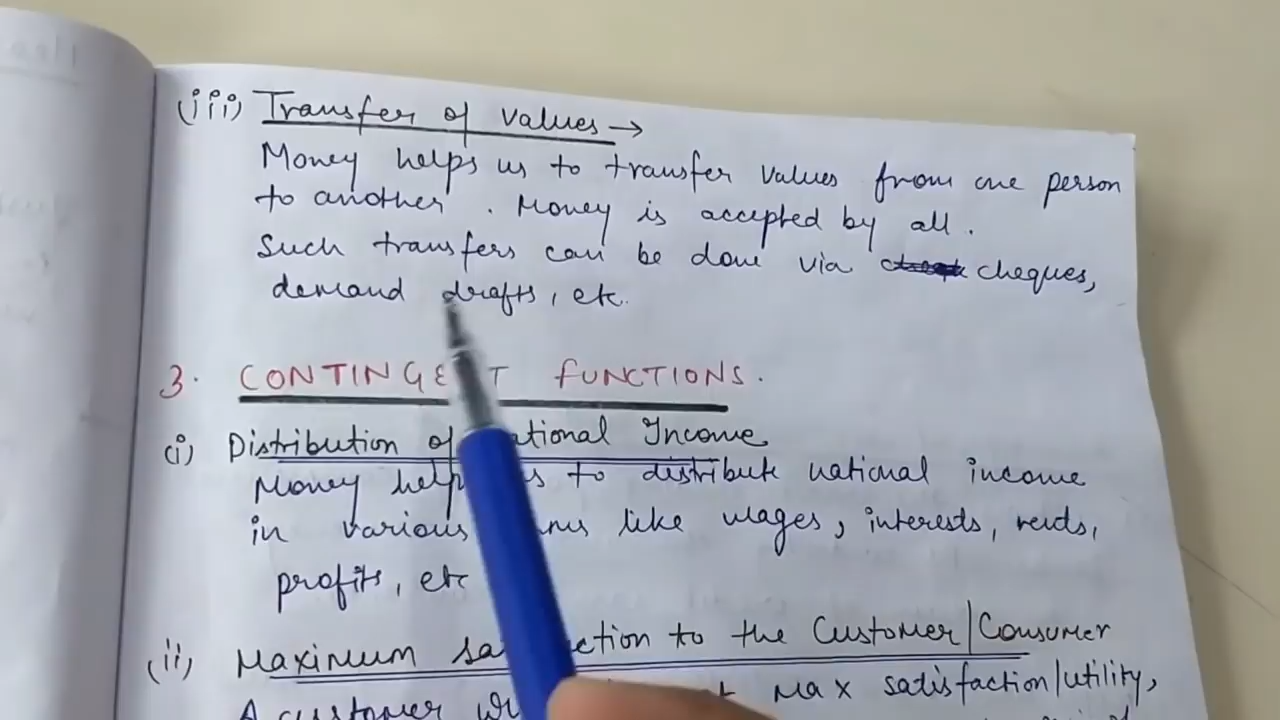 (iii) Transfer of values →
Money helps us to transfer values from one person
to another. Money is accepted by all.
Such transfers can be done via cheques,
demand drafts, etc.
3. CONTINGE T FUNCTIONS.
(i) Distribution of ational Income
Money help s to distribute national income
in various like wages, interests, rents,
profits, etc
(ii) Maximum sa ction to the Customer/Consumer
A customer Max satisfaction/utility,